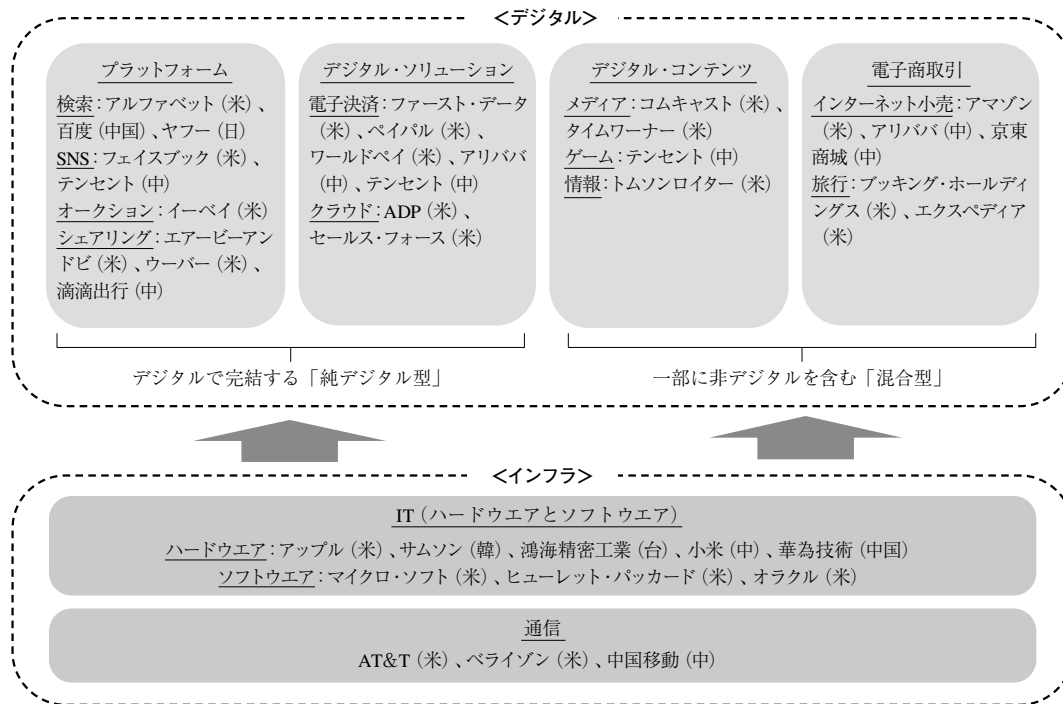 <デジタル>
プラットフォーム
検索：アルファベット（米）、
百度（中国）、ヤフー（日）
SNS：フェイスブック（米）、
テンセント（中）
オークション：イーベイ（米）
シェアリング：エアービーアン
ドビ（米）、ウーバー（米）、
滴滴出行（中）
デジタル・ソリューション
電子決済：ファースト・データ
（米）、ペイパル（米）、
ワールドペイ（米）、アリババ
（中）、テンセント（中）
クラウド：ADP（米）、
セールス・フォース（米）
デジタル・コンテンツ
メディア：コムキャスト（米）、
タイムワーナー（米）
ゲーム：テンセント（中）
情報：トムソンロイター（米）
電子商取引
インターネット小売：アマゾン
（米）、アリババ（中）、京東
商城（中）
旅行：ブッキング・ホールディ
ングス（米）、エクスペディア
（米）
デジタルで完結する「純デジタル型」
一部に非デジタルを含む「混合型」
<インフラ>
IT（ハードウエアとソフトウエア）
ハードウエア：アップル（米）、サムソン（韓）、鴻海精密工業（台）、小米（中）、華為技術（中国）
ソフトウエア：マイクロ・ソフト（米）、ヒューレット・パッカード（米）、オラクル（米）
通信
AT&T（米）、ベライゾン（米）、中国移動（中）